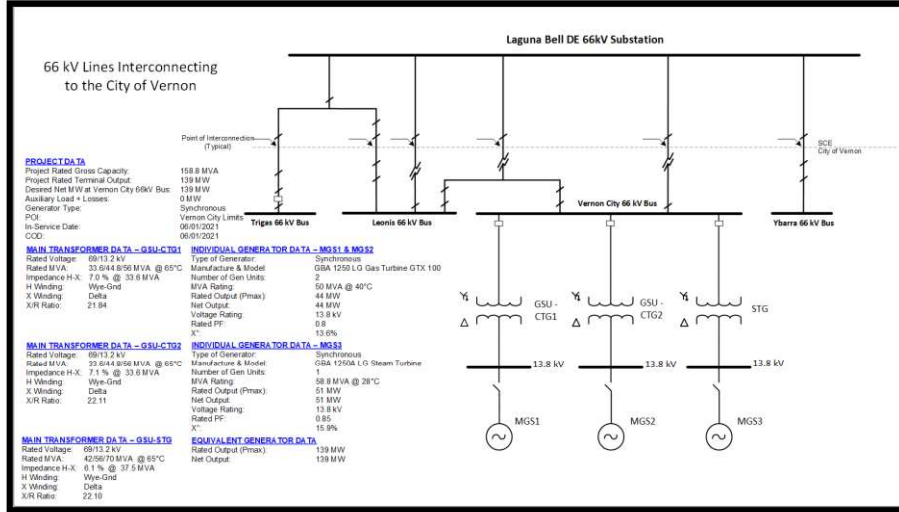 Laguna Bell DE 66kV Substation
66 kV Lines Interconnecting
to the City of Vernon
Point of Interconnection
(Typical)
SCE
City of Vernon
Trigas 66 kV Bus
Leonis 66 kV Bus
Vernon City 66 kV Bus
Ybarra 66 kV Bus
PROJECT DATA
Project Rated Gross Capacity: 158.8 MVA
Project Rated Terminal Output: 139 MW
Desired Net MW at Vernon City 66kV Bus: 139 MW
Auxiliary Load + Losses: 0 MW
Generator Type: Synchronous
POI: Vernon City Limits
In-Service Date: 06/01/2021
COD: 06/01/2021
MAIN TRANSFORMER DATA – GSU-CTG1
Rated Voltage: 69/13.2 kV
Rated MVA: 33.6/44.8/56 MVA @ 65°C
Impedance H-X: 7.0 % @ 33.6 MVA
H Winding: Wye-Gnd
X Winding: Delta
X/R Ratio: 21.84
INDIVIDUAL GENERATOR DATA – MGS1 & MGS2
Type of Generator: Synchronous
Manufacture & Model: GBA 1250 LG Gas Turbine GTX 100
Number of Gen Units: 2
MVA Rating: 50 MVA @ 40°C
Rated Output (Pmax): 44 MW
Net Output: 44 MW
Voltage Rating: 13.8 kV
Rated PF: 0.8
X": 13.6%
MAIN TRANSFORMER DATA – GSU-CTG2
Rated Voltage: 69/13.2 kV
Rated MVA: 33.6/44.8/56 MVA @ 65°C
Impedance H-X: 7.1 % @ 33.6 MVA
H Winding: Wye-Gnd
X Winding: Delta
X/R Ratio: 22.11
INDIVIDUAL GENERATOR DATA – MGS3
Type of Generator: Synchronous
Manufacture & Model: GBA 1250A LG Steam Turbine
Number of Gen Units: 1
MVA Rating: 58.8 MVA @ 28°C
Rated Output (Pmax): 51 MW
Net Output: 51 MW
Voltage Rating: 13.8 kV
Rated PF: 0.85
X": 15.9%
MAIN TRANSFORMER DATA – GSU-STG
Rated Voltage: 69/13.2 kV
Rated MVA: 42/56/70 MVA @ 65°C
Impedance H-X: 6.1 % @ 37.5 MVA
H Winding: Wye-Gnd
X Winding: Delta
X/R Ratio: 22.10
EQUIVALENT GENERATOR DATA
Rated Output (Pmax): 139 MW
Net Output: 139 MW
GSU -
CTG1
GSU -
CTG2
STG
13.8 kV
13.8 kV
13.8 kV
MGS1
MGS2
MGS3